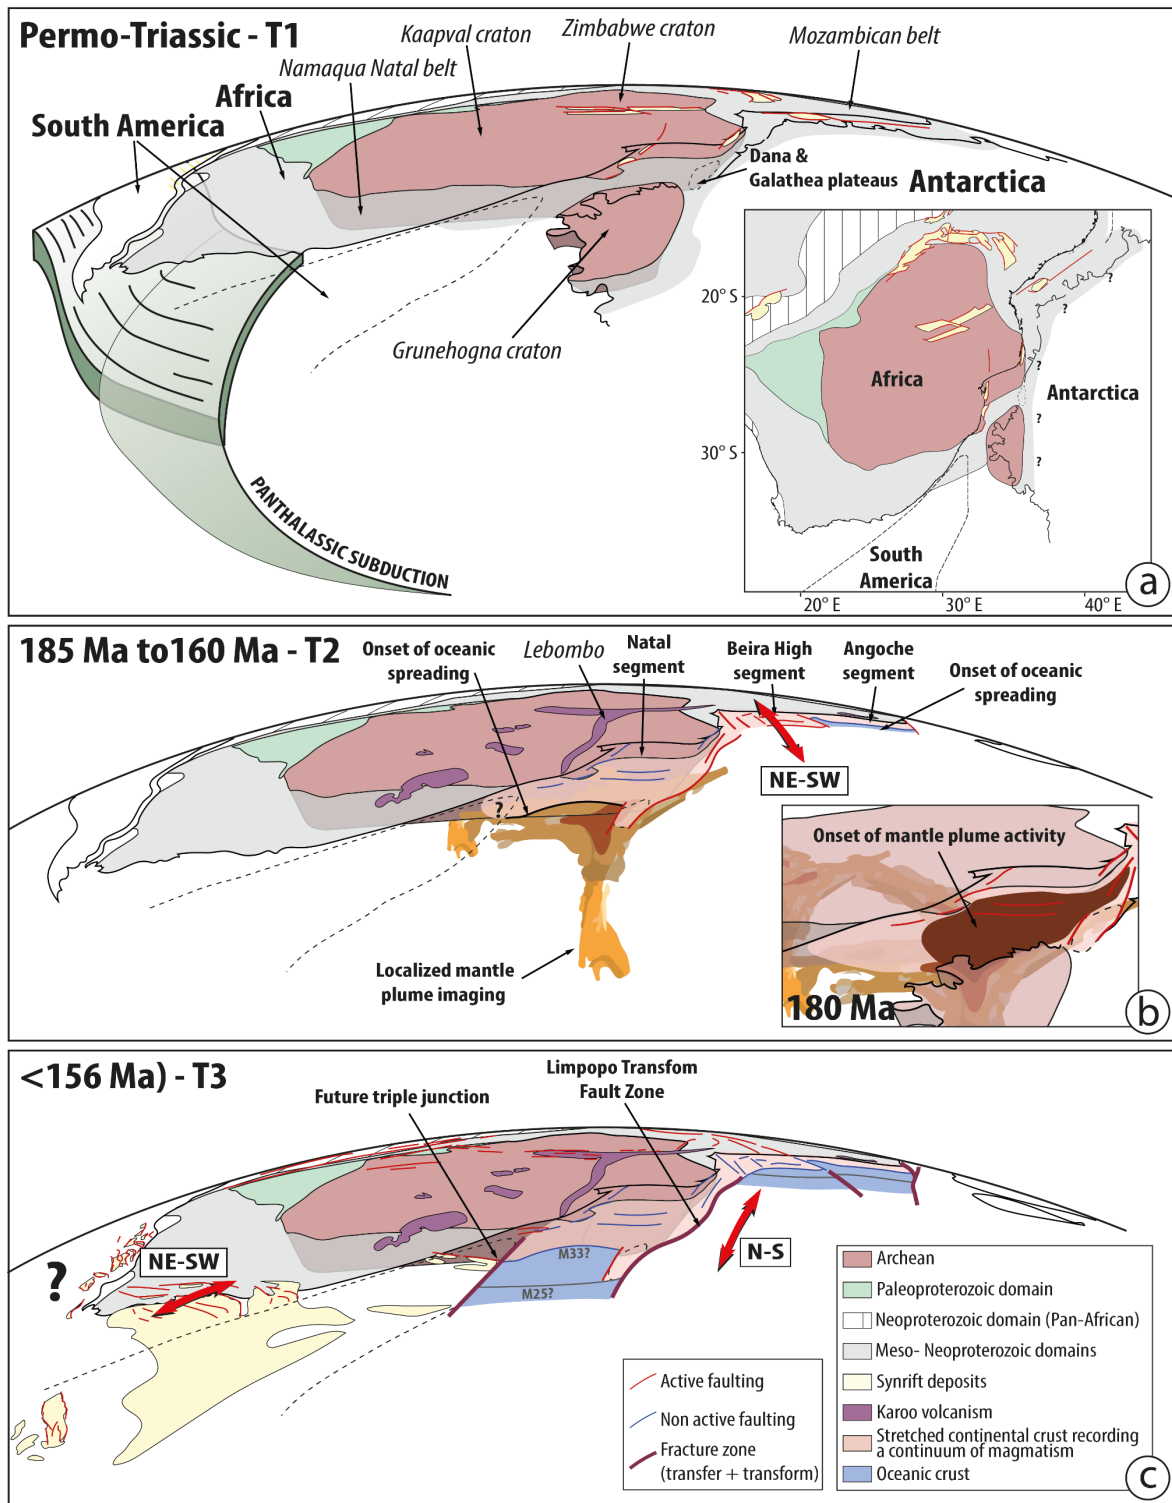 Permo-Triassic - T1
Kaapval craton
Zimbabwe craton
Mozambican belt
Namaqua Natal belt
Africa
South America
Dana &
Galathea plateaus
Antarctica
Grunehogna craton
PANTHALASSIC SUBDUCTION
20° S
30° S
Africa
Antarctica
?
?
?
?
?
South
America
20° E
30° E
40° E
a
185 Ma to160 Ma - T2
Onset of oceanic
spreading
Lebombo
Natal
segment
Beira High
segment
Angoche
segment
Onset of oceanic
spreading
NE-SW
?
Localized mantle
plume imaging
Onset of mantle plume activity
180 Ma
b
<156 Ma) - T3
Future triple junction
Limpopo Transfom
Fault Zone
?
NE-SW
M33?
M25?
N-S
Active faulting
Non active faulting
Fracture zone
(transfer + transform)
Archean
Paleoproterozoic domain
Neoproterozoic domain (Pan-African)
Meso- Neoproterozoic domains
Synrift deposits
Karoo volcanism
Stretched continental crust recording
a continuum of magmatism
Oceanic crust
c